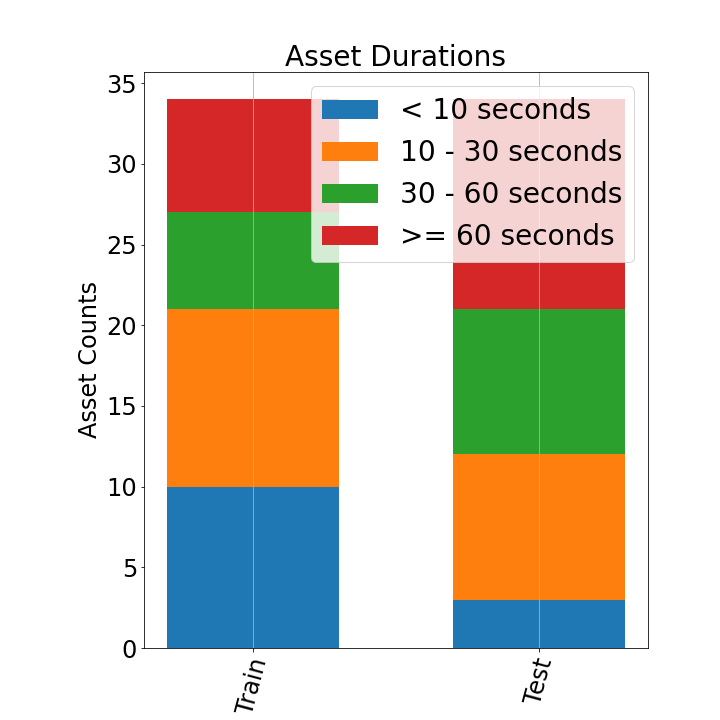 Asset Durations
35
30
25
20
15
10
5
0
Asset Counts
< 10 seconds
10 - 30 seconds
30 - 60 seconds
>= 60 seconds
Train
Test